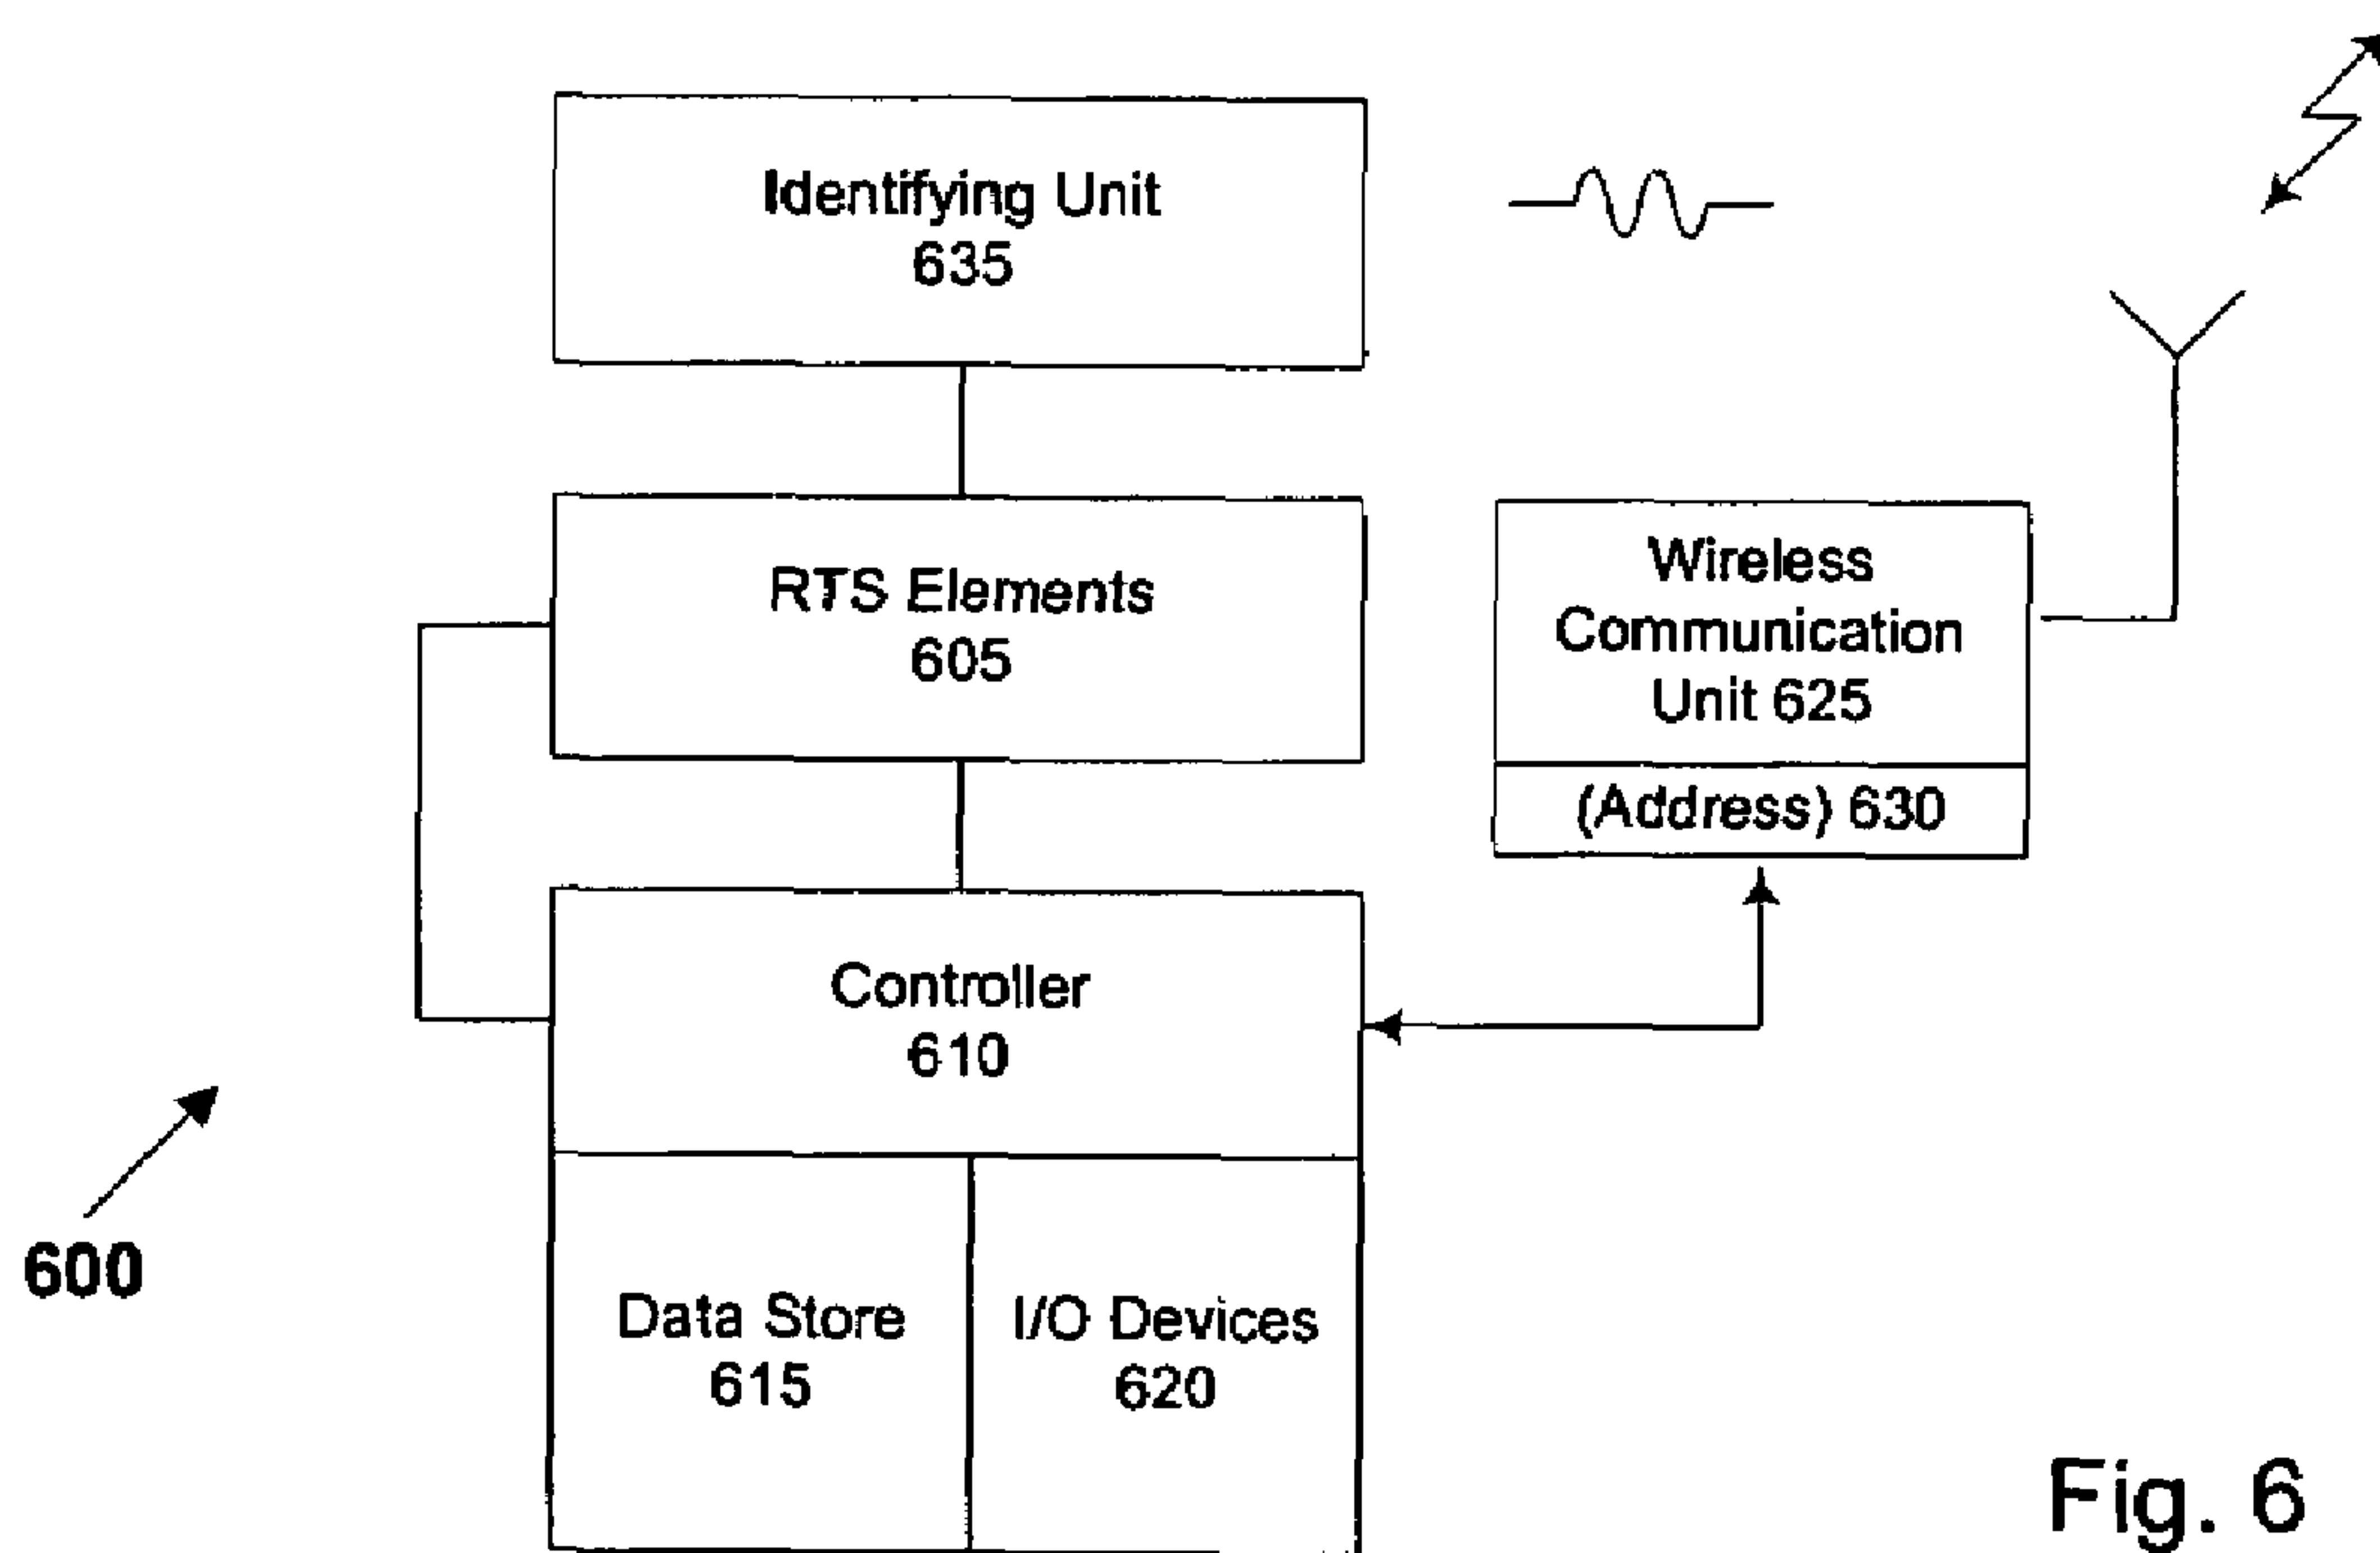 Identifying Unit
635
RTS Elements
605
Wireless
Communication
Unit 625
(Address) 630
Controller
610
Data Store
615
I/O Devices
620
600
Fig. 6